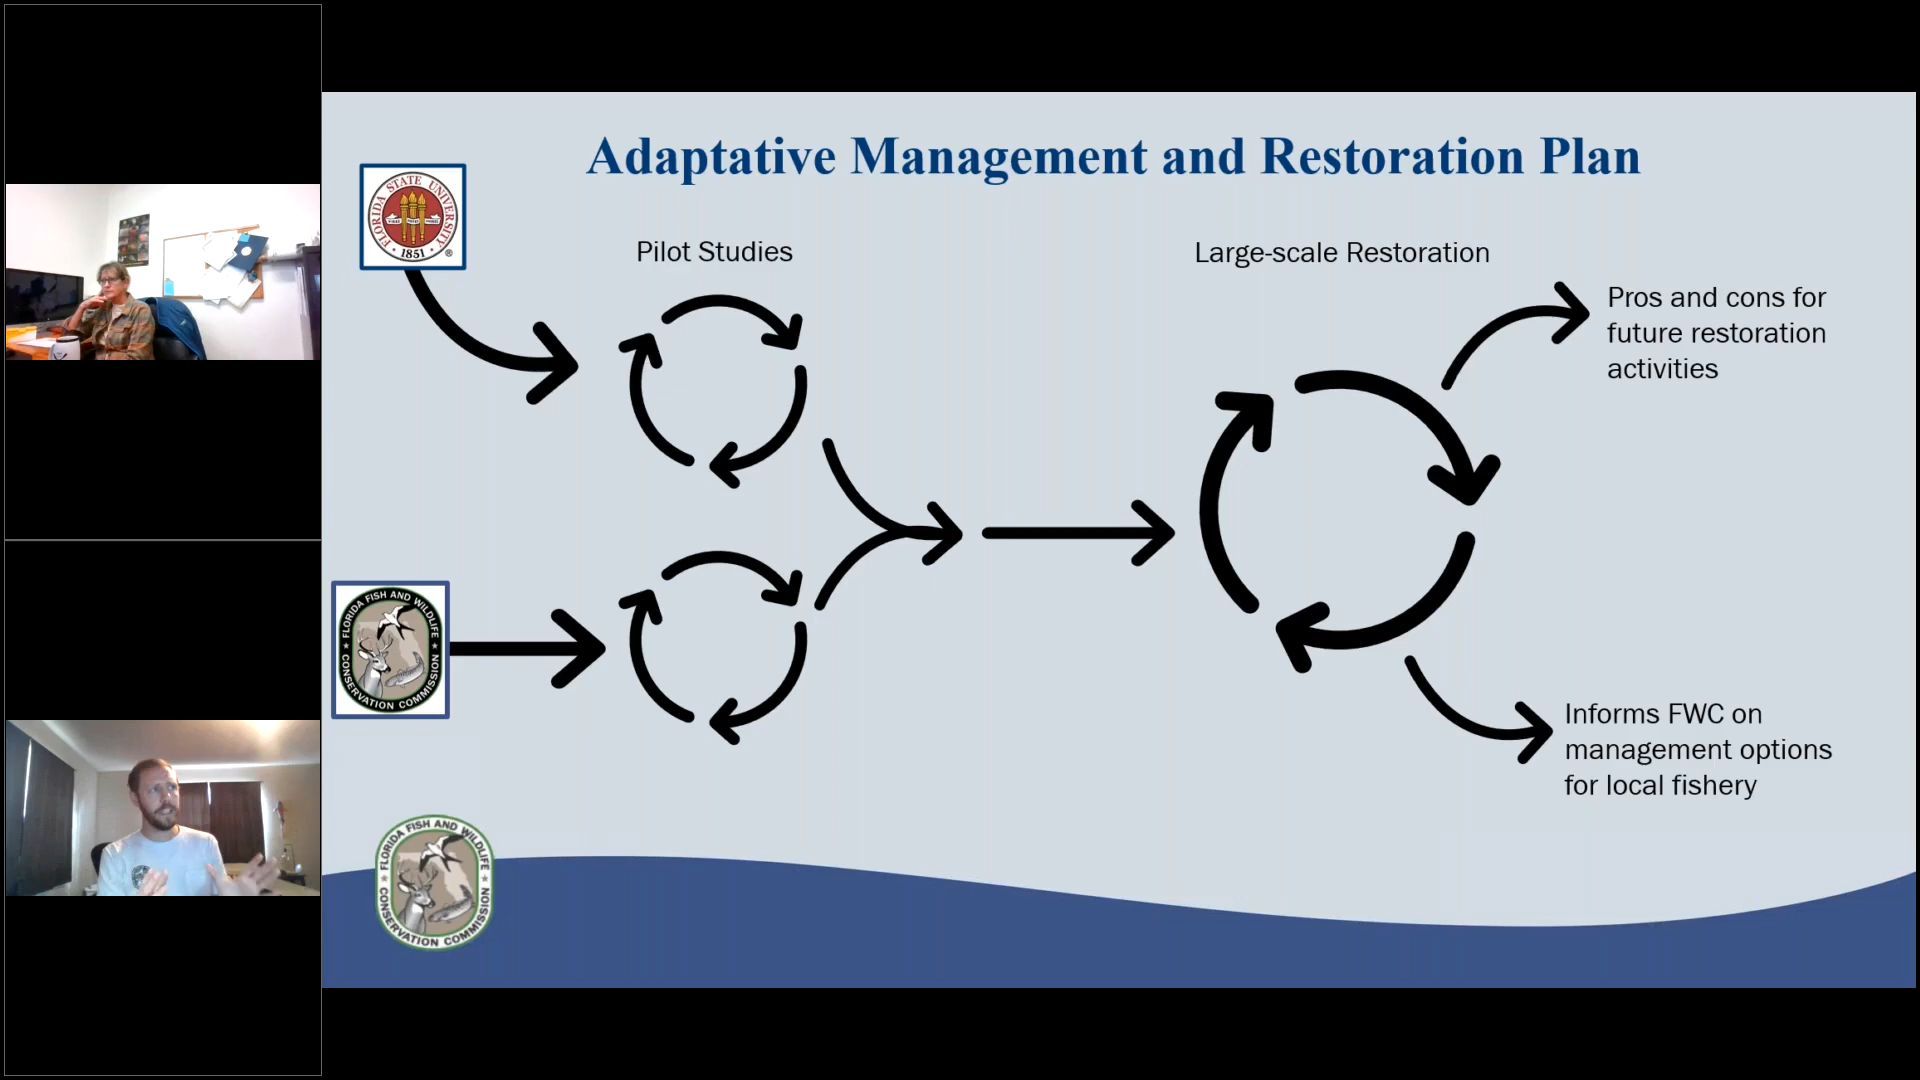 Adaptative Management and Restoration Plan
FLORIDA STATE UNIVERSITY
1851
®
Pilot Studies
Large-scale Restoration
Pros and cons for
future restoration
activities
FLORIDA FISH AND WILDLIFE
CONSERVATION COMMISSION
Informs FWC on
management options
for local fishery
FLORIDA FISH AND WILDLIFE
CONSERVATION COMMISSION